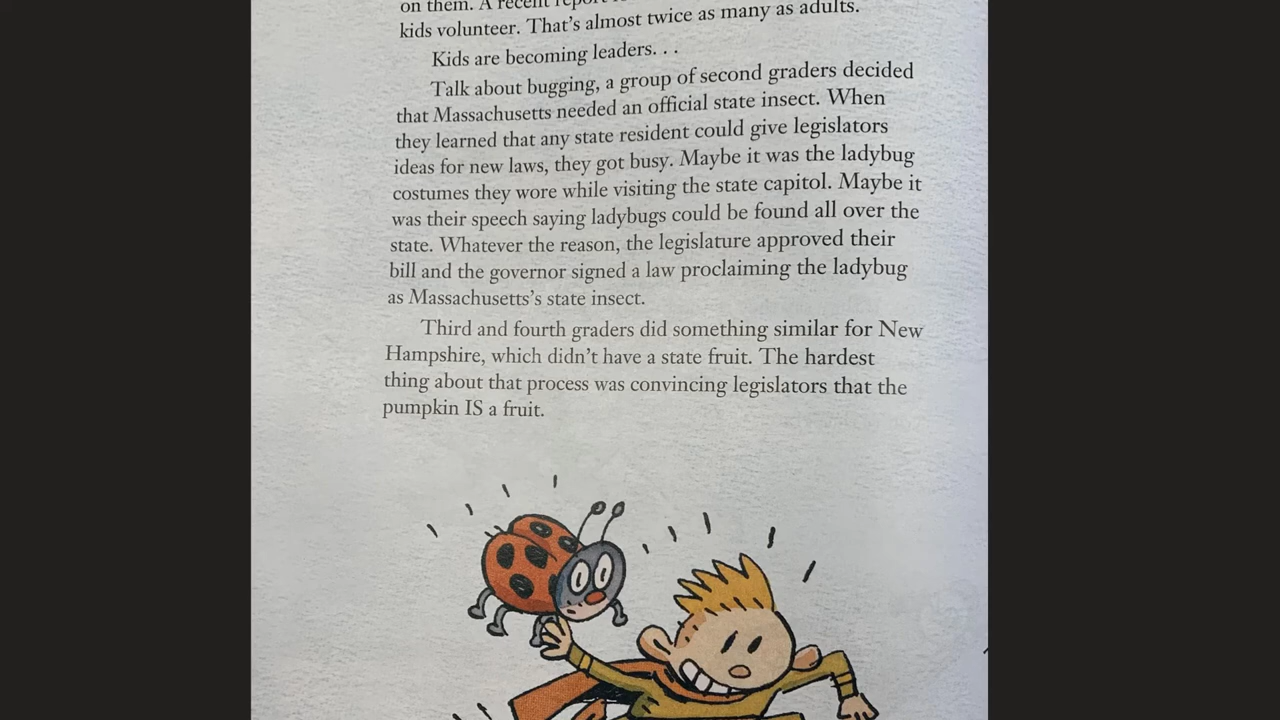 on them. A recent report
kids volunteer. That's almost twice as many as adults.
Kids are becoming leaders. . .
Talk about bugging, a group of second graders decided
that Massachusetts needed an official state insect. When
they learned that any state resident could give legislators
ideas for new laws, they got busy. Maybe it was the ladybug
costumes they wore while visiting the state capitol. Maybe it
was their speech saying ladybugs could be found all over the
state. Whatever the reason, the legislature approved their
bill and the governor signed a law proclaiming the ladybug
as Massachusetts's state insect.
Third and fourth graders did something similar for New
Hampshire, which didn't have a state fruit. The hardest
thing about that process was convincing legislators that the
pumpkin IS a fruit.